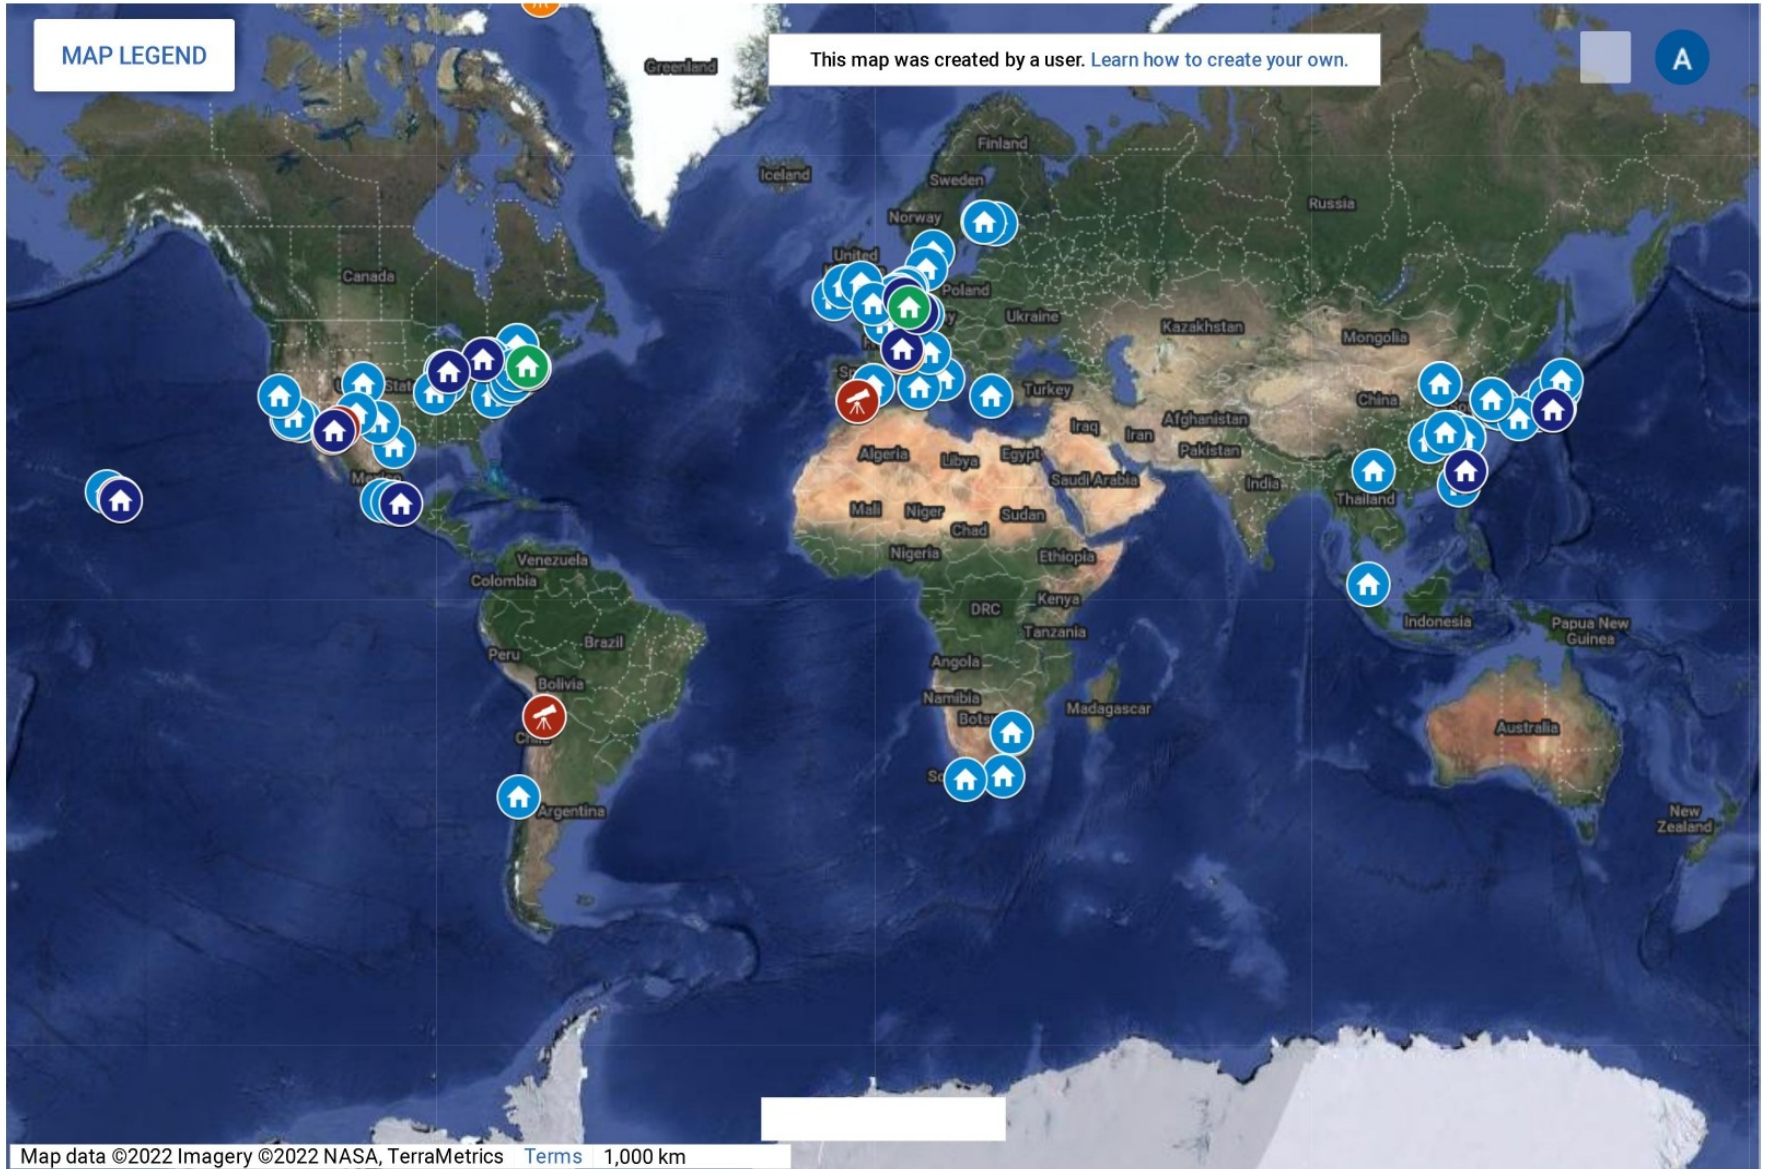 MAP LEGEND
This map was created by a user. Learn how to create your own.
A
Greenland
Finland
Iceland
Sweden
Russia
Norway
United
Canada
Poland
Ukraine
Kazakhstan
Mongolia
Turkey
China
Afghanistan
Iraq
Iran
Pakistan
Algeria
Libya
Egypt
Mexico
Saudi Arabia
India
Thailand
Mali
Niger
Sudan
Chad
Nigeria
Ethiopia
Venezuela
Colombia
DRC
Kenya
Indonesia
Papua New
Guinea
Tanzania
Brazil
Peru
Angola
Bolivia
Namibia
Madagascar
Australia
Chile
Argentina
New
Zealand
Map data ©2022 Imagery ©2022 NASA, TerraMetrics Terms 1,000 km